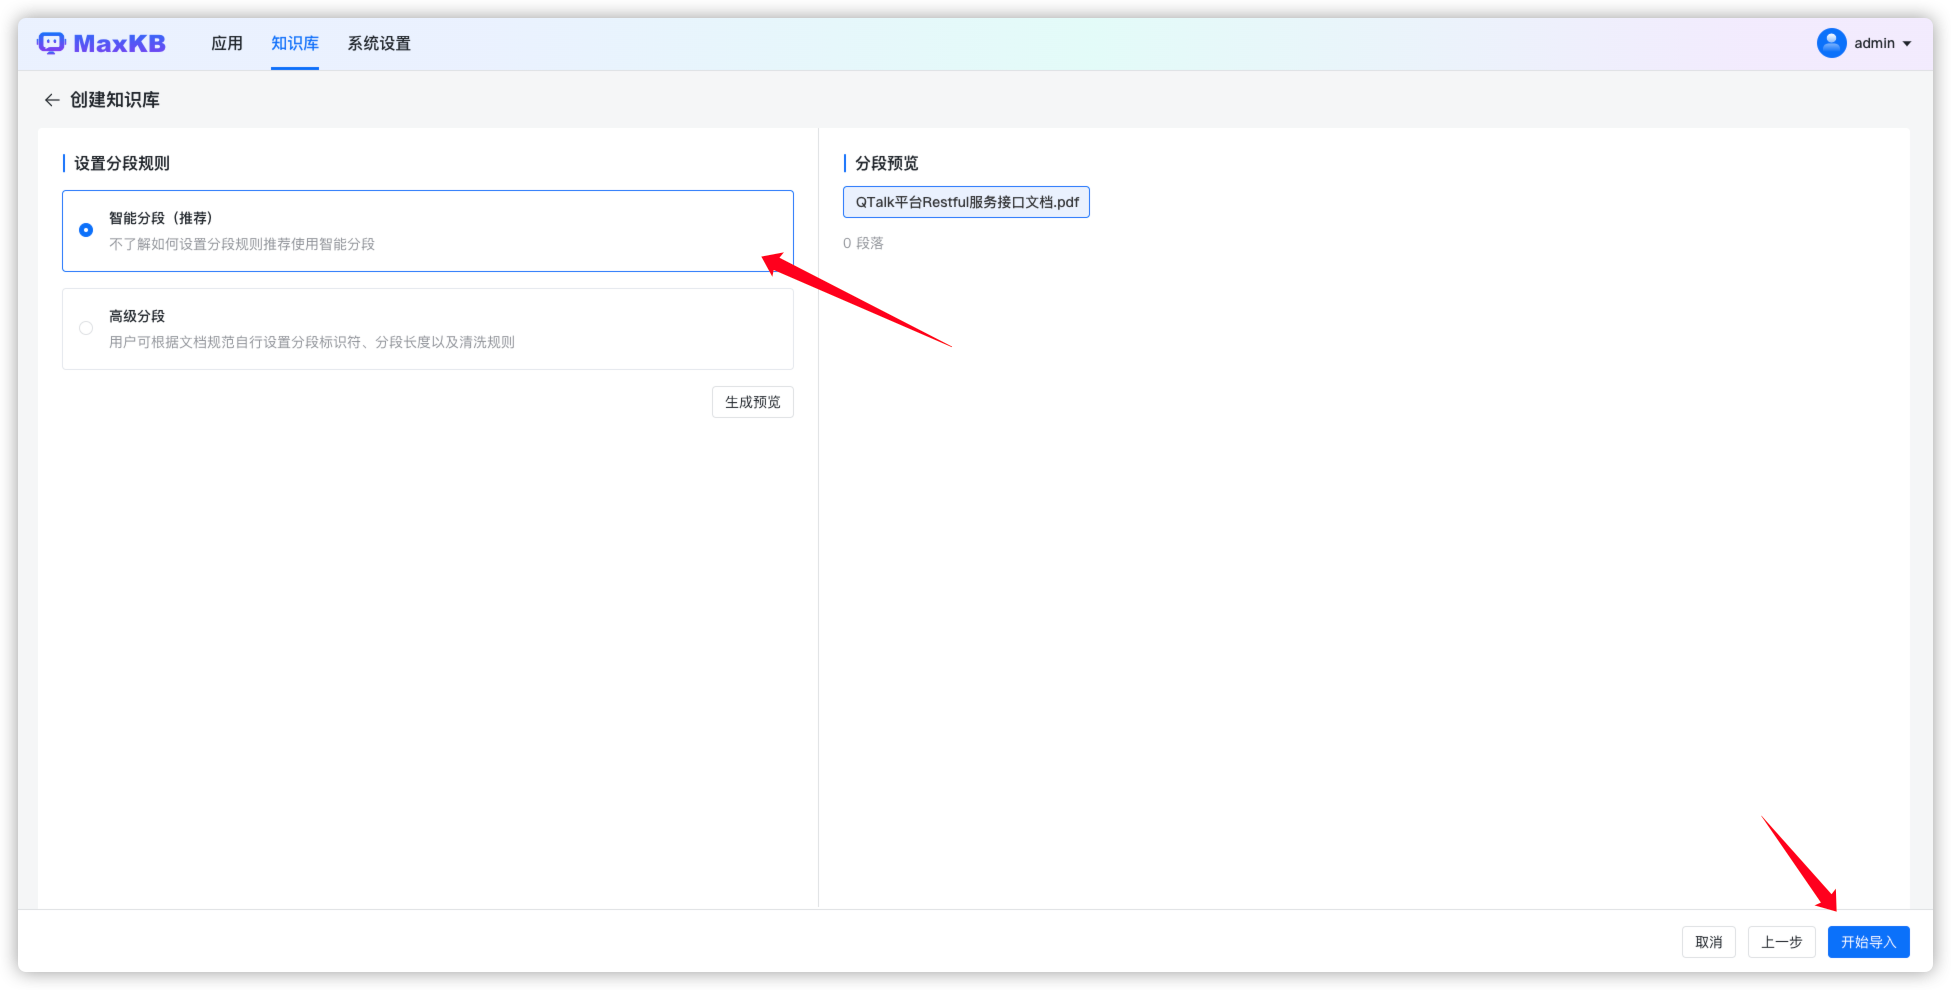 MaxKB 应用 知识库 系统设置 admin
创建知识库
设置分段规则
智能分段（推荐）
不了解如何设置分段规则推荐使用智能分段
高级分段
用户可根据文档规范自行设置分段标识符、分段长度以及清洗规则
生成预览
分段预览
QTalk平台Restful服务接口文档.pdf
0 段落
取消 上一步 开始导入